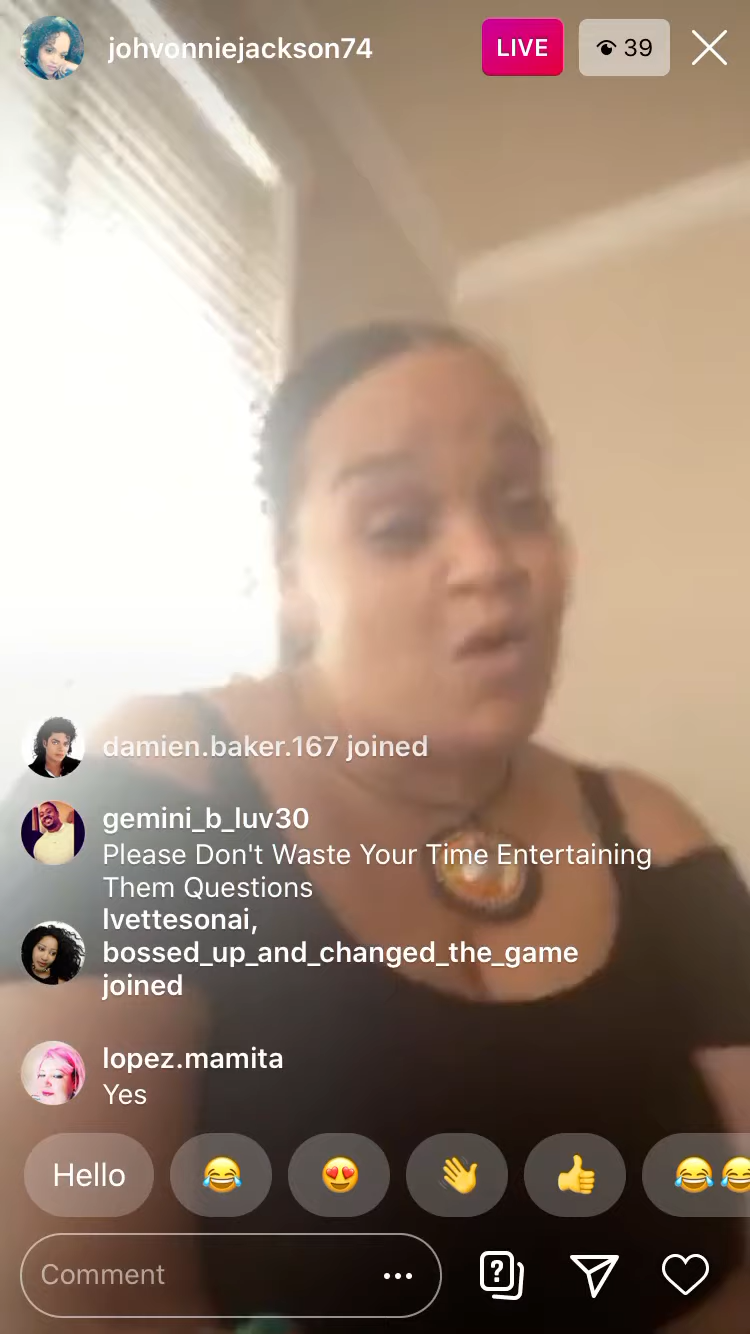 johvonniejackson74
LIVE
39
damien.baker.167 joined
gemini_b_luv30
Please Don't Waste Your Time Entertaining
Them Questions
lvettesonai,
bossed_up_and_changed_the_game
joined
lopez.mamita
Yes
Hello
Comment